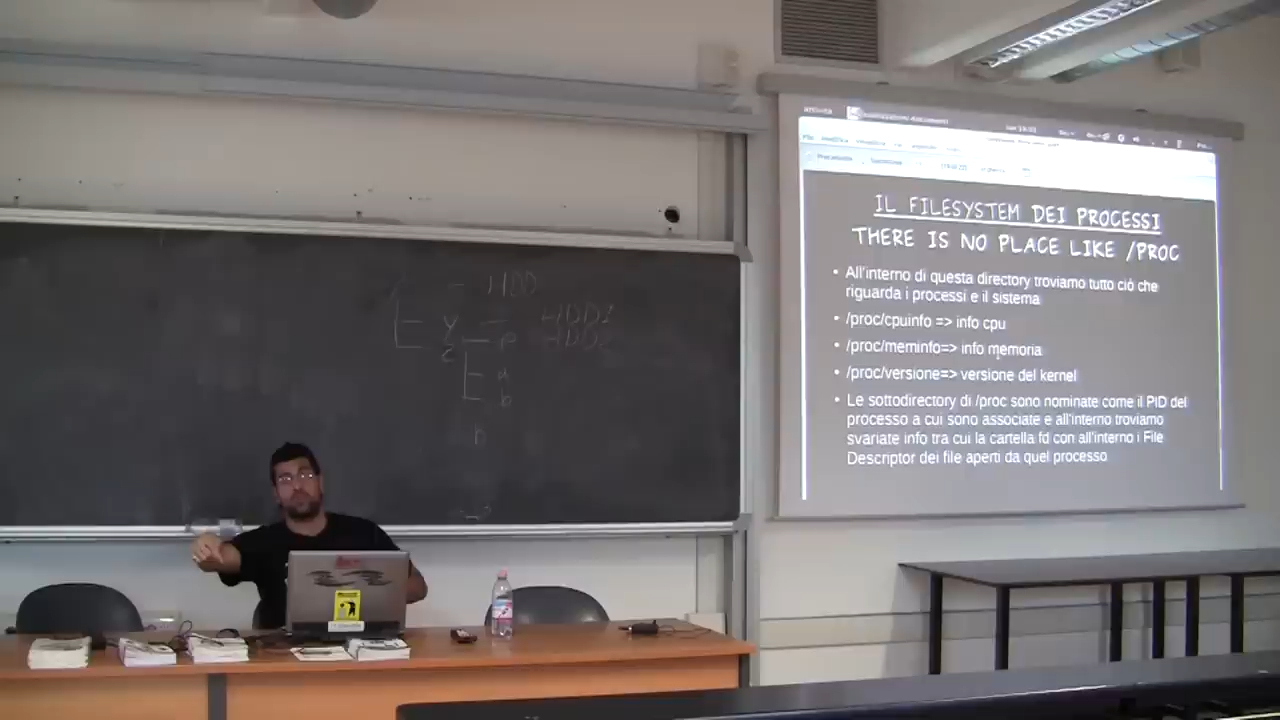 HDD
y HDD2
c e HDD2
a
b
h
IL FILESYSTEM DEI PROCESSI
THERE IS NO PLACE LIKE /PROC
• All'interno di questa directory troviamo tutto ciò che
riguarda i processi e il sistema
• /proc/cpuinfo => info cpu
• /proc/meminfo=> info memoria
• /proc/versione=> versione del kernel
• Le sottodirectory di /proc sono nominate come il PID del
processo a cui sono associate e all'interno troviamo
svariate info tra cui la cartella fd con all'interno i File
Descriptor dei file aperti da quel processo